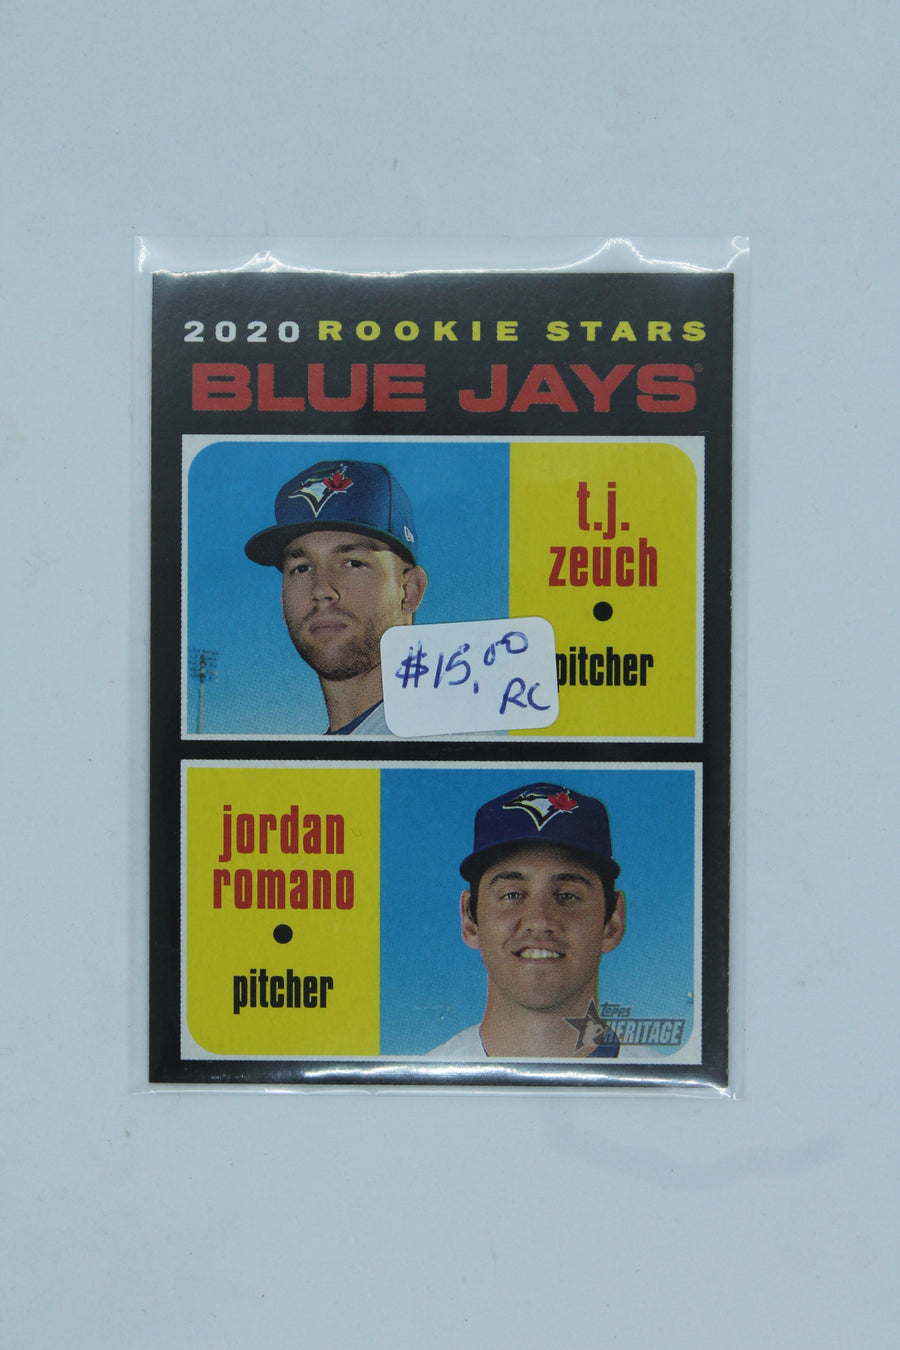 2020 ROOKIE STARS
BLUE JAYS®
t.j.
zeuch
pitcher
$15.00
RC
jordan
romano
pitcher
topps
HERITAGE